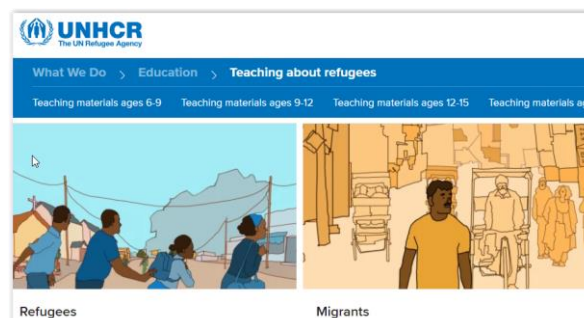 UNHCR
The UN Refugee Agency
What We Do > Education > Teaching about refugees
Teaching materials ages 6-9 Teaching materials ages 9-12 Teaching materials ages 12-15 Teaching materials ag
Refugees Migrants